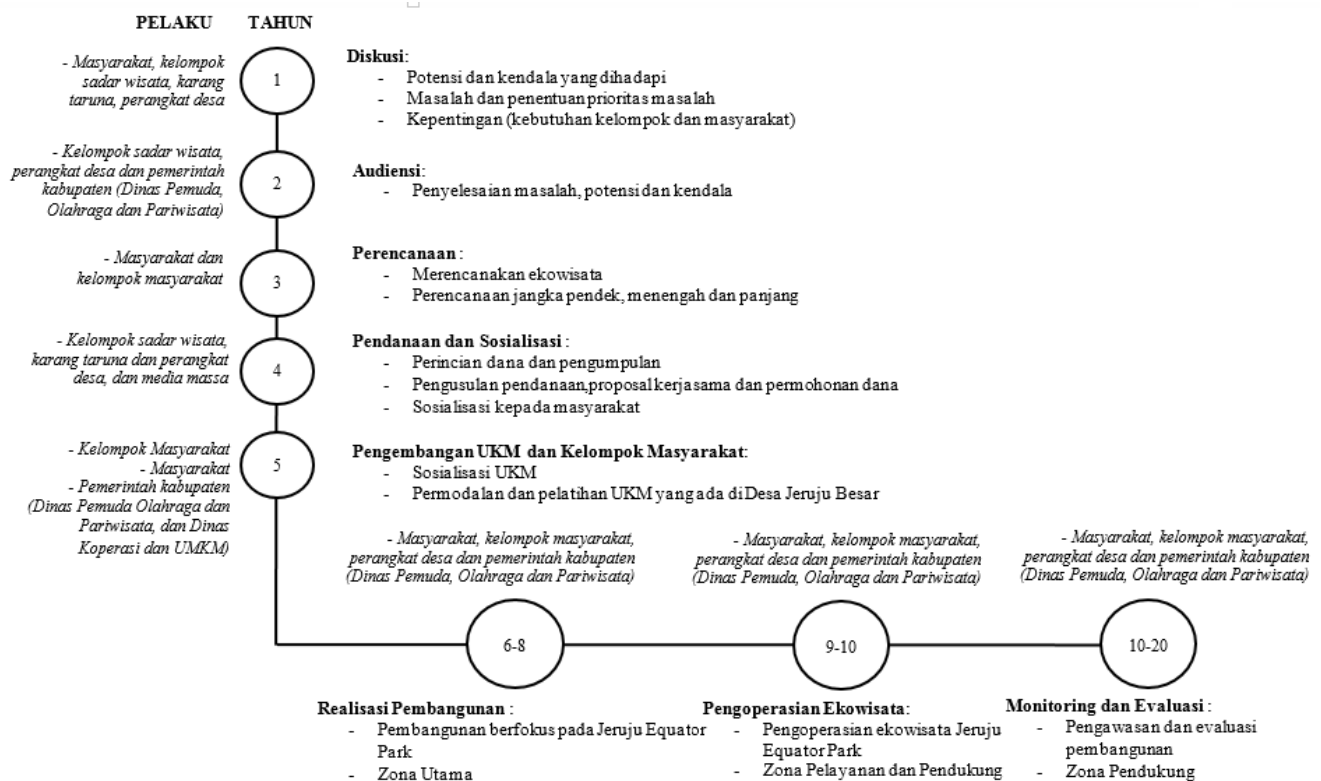 PELAKU TAHUN
- Masyarakat, kelompok
sadar wisata, karang
taruna, perangkat desa
1
Diskusi:
- Potensi dan kendala yang dihadapi
- Masalah dan penentuan prioritas masalah
- Kepentingan (kebutuhan kelompok dan masyarakat)
- Kelompok sadar wisata,
perangkat desa dan pemerintah
kabupaten (Dinas Pemuda,
Olahraga dan Pariwisata)
2
Audiensi:
- Penyelesaian masalah, potensi dan kendala
- Masyarakat dan
kelompok masyarakat
3
Perencanaan :
- Merencanakan ekowisata
- Perencanaan jangka pendek, menengah dan panjang
- Kelompok sadar wisata,
karang taruna dan perangkat
desa, dan media massa
4
Pendanaan dan Sosialisasi :
- Perincian dana dan pengumpulan
- Pengusulan pendanaan,proposal kerja sama dan permohonan dana
- Sosialisasi kepada masyarakat
- Kelompok Masyarakat
- Masyarakat
- Pemerintah kabupaten
(Dinas Pemuda Olahraga dan
Pariwisata, dan Dinas
Koperasi dan UMKM)
5
Pengembangan UKM dan Kelompok Masyarakat:
- Sosialisasi UKM
- Permodalan dan pelatihan UKM yang ada di Desa Jeruju Besar
- Masyarakat, kelompok masyarakat,
perangkat desa dan pemerintah kabupaten
(Dinas Pemuda, Olahraga dan Pariwisata)
6-8
Realisasi Pembangunan :
- Pembangunan berfokus pada Jeruju Equator
Park
- Zona Utama
- Masyarakat, kelompok masyarakat,
perangkat desa dan pemerintah kabupaten
(Dinas Pemuda, Olahraga dan Pariwisata)
9-10
Pengoperasian Ekowisata:
- Pengoperasian ekowisata Jeruju
Equator Park
- Zona Pelayanan dan Pendukung
- Masyarakat, kelompok masyarakat,
perangkat desa dan pemerintah kabupaten
(Dinas Pemuda, Olahraga dan Pariwisata)
10-20
Monitoring dan Evaluasi :
- Pengawasan dan evaluasi
pembangunan
- Zona Pendukung